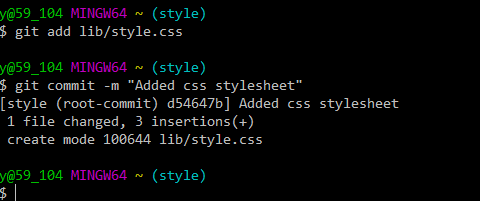 y@59_104 MINGW64 ~ (style)
$ git add lib/style.css
y@59_104 MINGW64 ~ (style)
$ git commit -m "Added css stylesheet"
[style (root-commit) d54647b] Added css stylesheet
 1 file changed, 3 insertions(+)
 create mode 100644 lib/style.css
y@59_104 MINGW64 ~ (style)
$